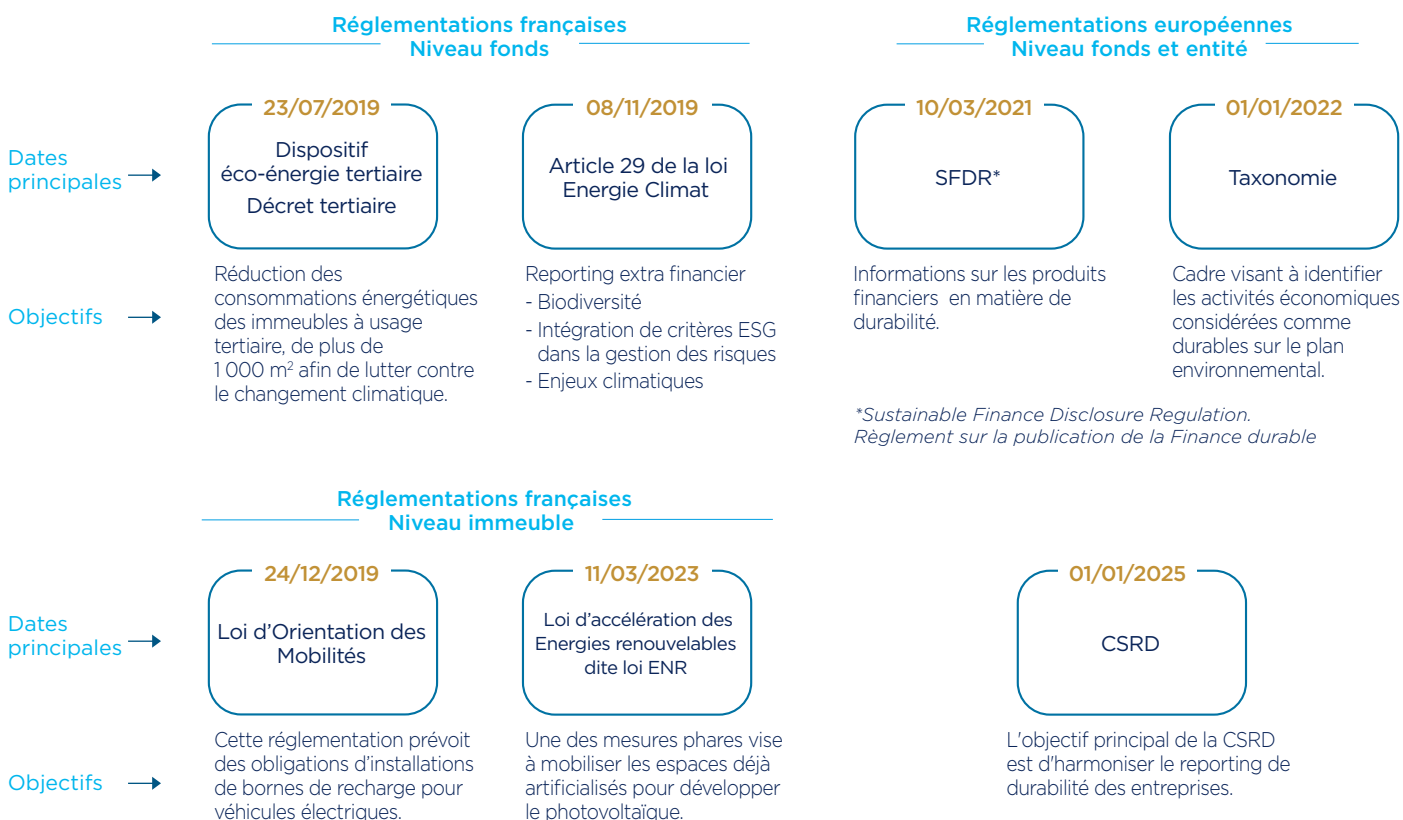 Réglementations françaises
Niveau fonds
Réglementations européennes
Niveau fonds et entité
Dates
principales
23/07/2019
Dispositif
éco-énergie tertiaire
Décret tertiaire
08/11/2019
Article 29 de la loi
Energie Climat
10/03/2021
SFDR*
01/01/2022
Taxonomie
Objectifs
Réduction des
consommations énergétiques
des immeubles à usage
tertiaire, de plus de
1 000 m² afin de lutter contre
le changement climatique.
Reporting extra financier
- Biodiversité
- Intégration de critères ESG
dans la gestion des risques
- Enjeux climatiques
Informations sur les produits
financiers en matière de
durabilité.
Cadre visant à identifier
les activités économiques
considérées comme
durables sur le plan
environnemental.
*Sustainable Finance Disclosure Regulation.
Règlement sur la publication de la Finance durable
Réglementations françaises
Niveau immeuble
Dates
principales
24/12/2019
Loi d'Orientation des
Mobilités
11/03/2023
Loi d'accélération des
Energies renouvelables
dite loi ENR
01/01/2025
CSRD
Objectifs
Cette réglementation prévoit
des obligations d'installations
de bornes de recharge pour
véhicules électriques.
Une des mesures phares vise
à mobiliser les espaces déjà
artificialisés pour développer
le photovoltaïque.
L'objectif principal de la CSRD
est d'harmoniser le reporting de
durabilité des entreprises.